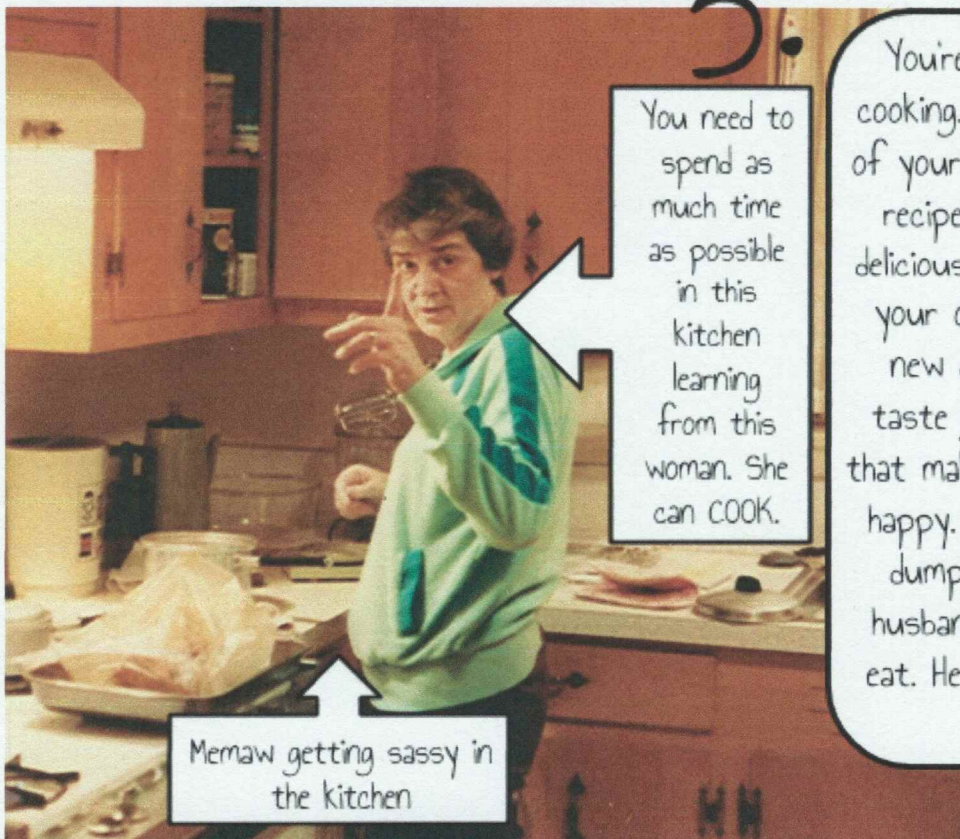 You need to
spend as
much time
as possible
in this
kitchen
learning
from this
woman. She
can COOK.
Memaw getting sassy in
the kitchen
You're
cooking.
of your
recipe
delicious
your
new
taste
that
happy.
dump
husban
eat. He